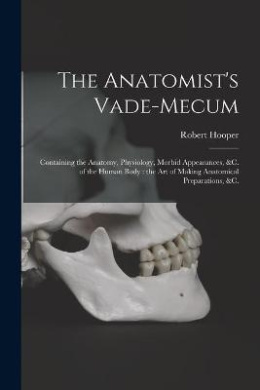 The Anatomist's
Vade-Mecum
Robert Hooper
Containing the Anatomy, Physiology, Morbid Appearances, &C.
of the Human Body : the Art of Making Anatomical
Preparations, &C.